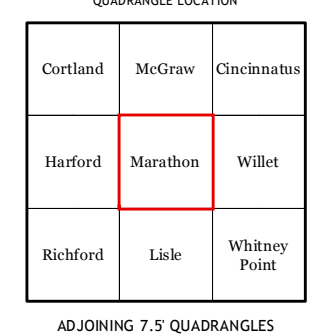 QUADRANGLE LOCATION
Cortland McGraw Cincinnatus
Harford Marathon Willet
Richford Lisle Whitney
Point
ADJOINING 7.5' QUADRANGLES